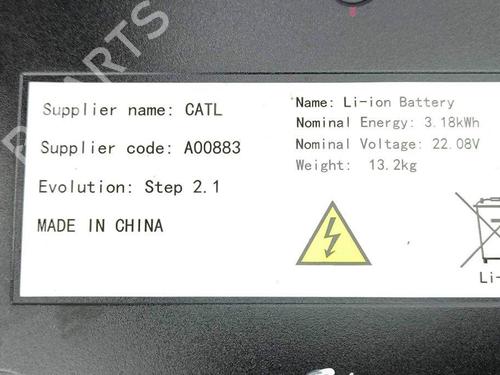 PARTS
Supplier name: CATL
Supplier code: A00883
Evolution: Step 2.1
MADE IN CHINA
Name: Li-ion Battery
Nominal Energy: 3.18kWh
Nominal Voltage: 22.08V
Weight: 13.2kg
Li-